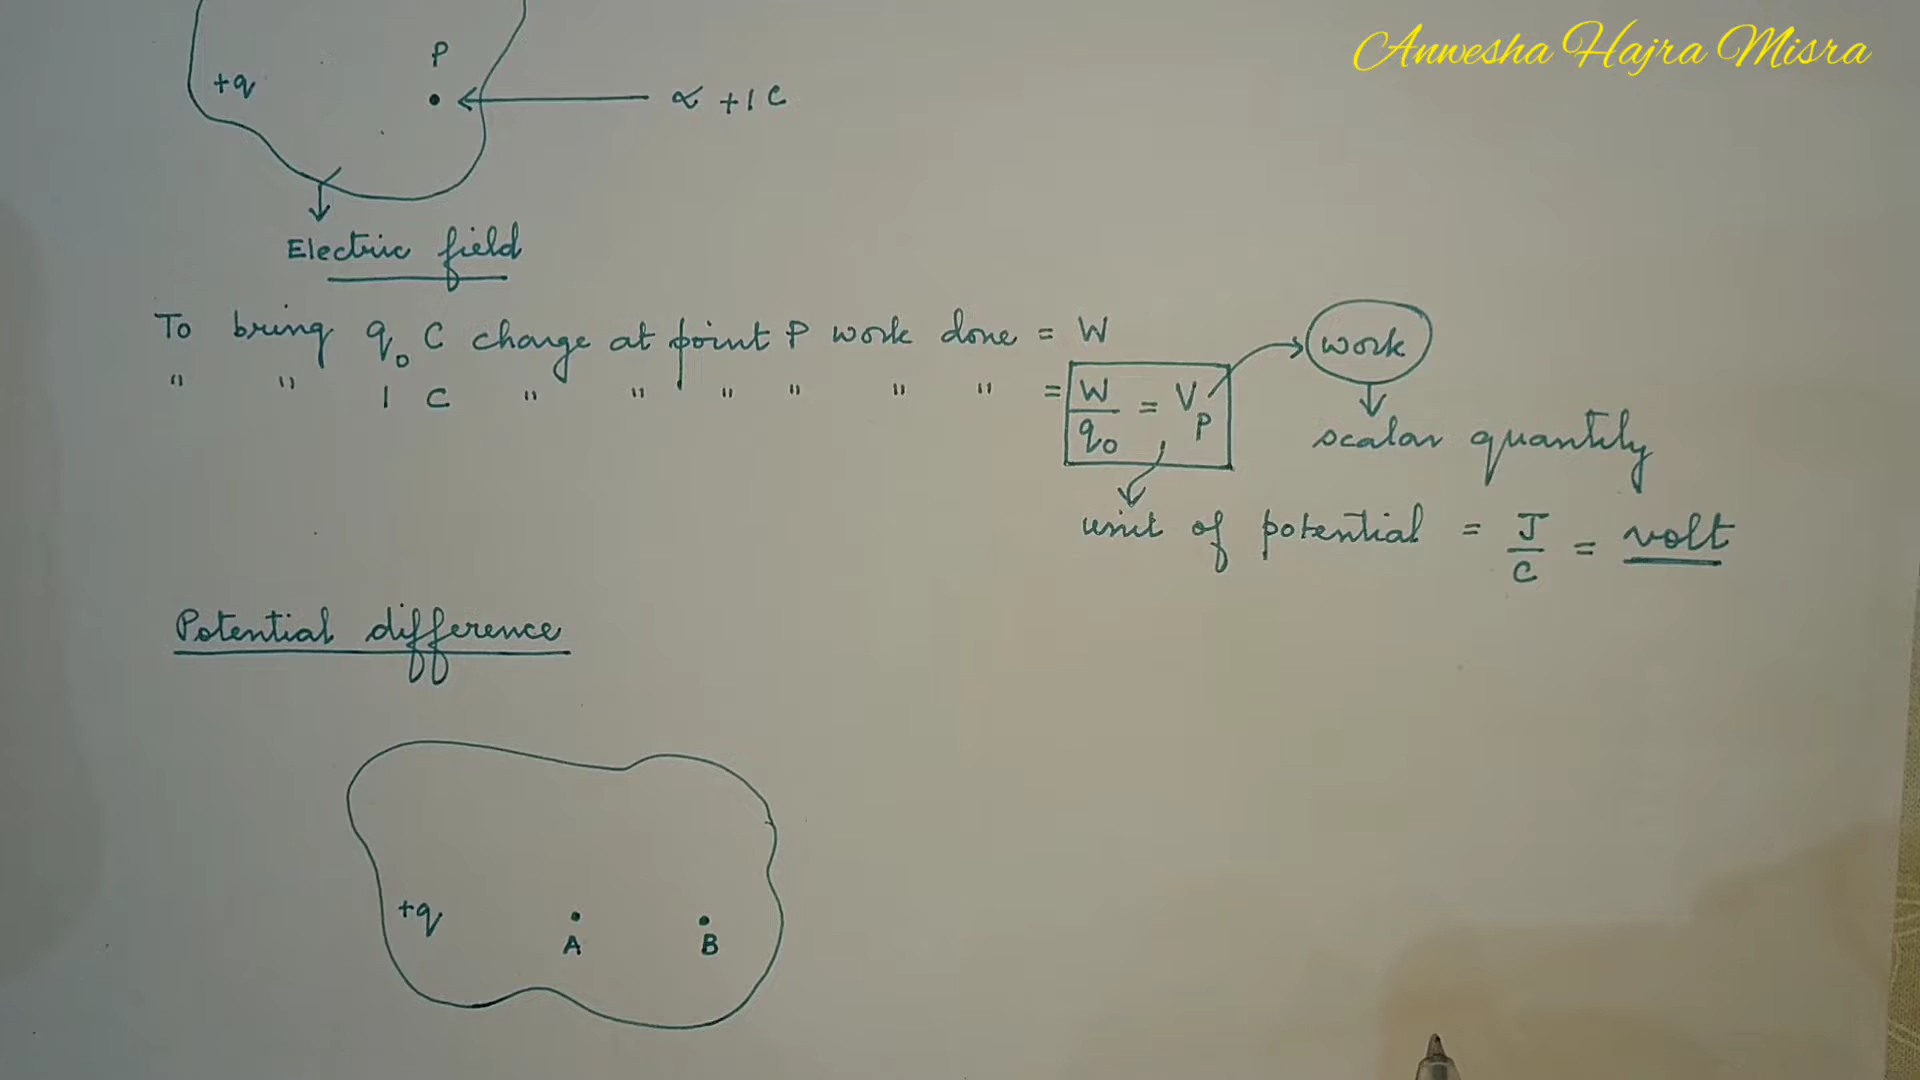 Anwesha Hajra Misra
P
+q
∝ +1 C
Electric field
To bring q₀ C charge at point P work done = W
" " 1 C " " " " " " = W/q₀ = V_P
work
scalar quantity
unit of potential = J/C = volt
Potential difference
+q
A B